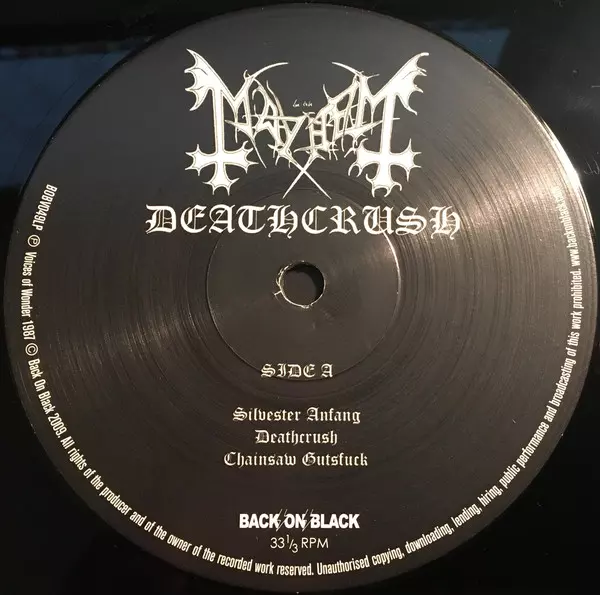 MAYHEM
DEATHCRUSH
SIDE A
Silvester Anfang
Deathcrush
Chainsaw Gutsfuck
BACK//ON//BLACK
33 1/3 RPM
BOBV049LP ℗ Voices of Wonder 1987 © Back On Black 2009. All rights of the producer and of the owner of the recorded work reserved. Unauthorised copying, downloading, lending, hiring, public performance and broadcasting of this work prohibited. www.backonblack.